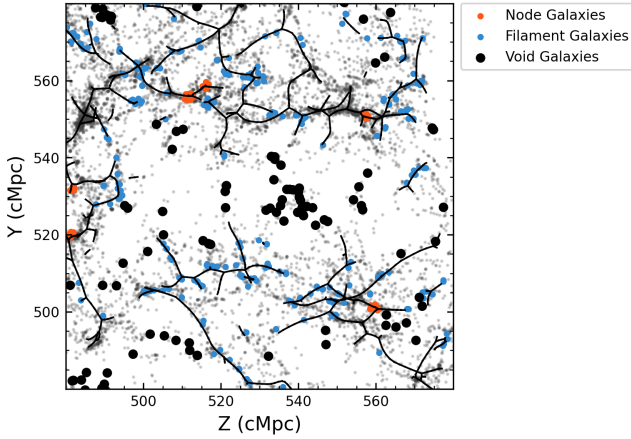 Node Galaxies
Filament Galaxies
Void Galaxies
560
540
520
500
Y (cMpc)
500
520
540
560
Z (cMpc)